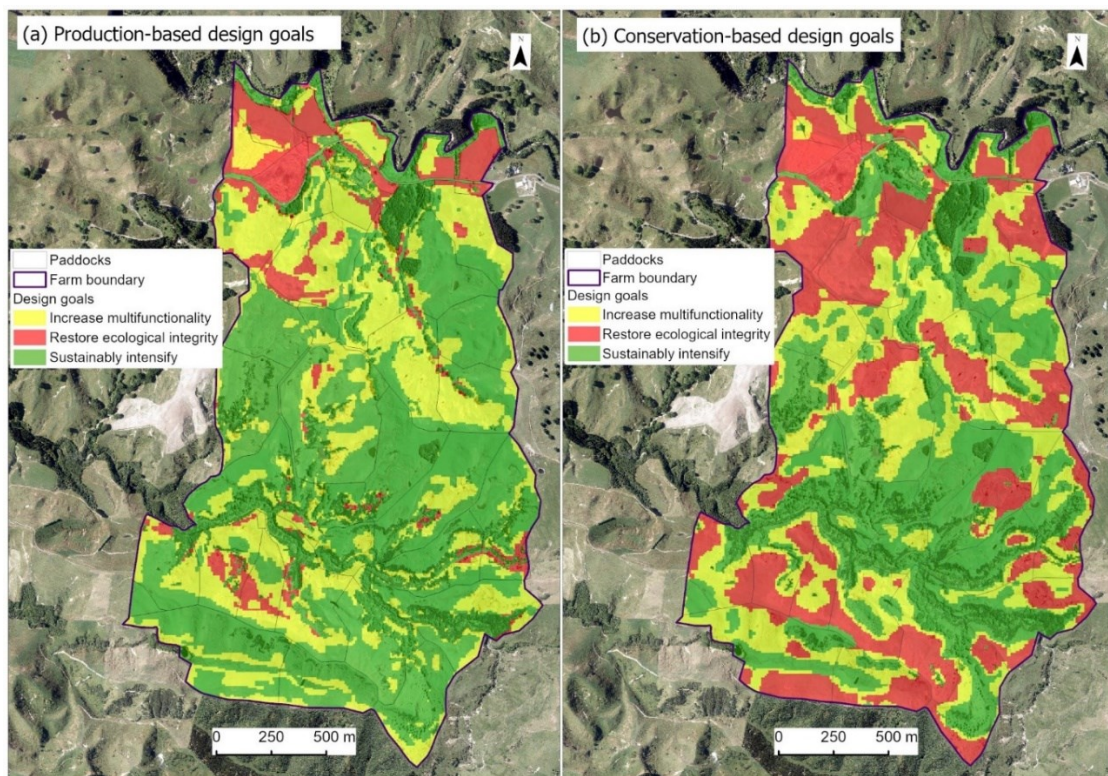 (a) Production-based design goals
N
Paddocks
Farm boundary
Design goals
Increase multifunctionality
Restore ecological integrity
Sustainably intensify
0 250 500 m
(b) Conservation-based design goals
N
Paddocks
Farm boundary
Design goals
Increase multifunctionality
Restore ecological integrity
Sustainably intensify
0 250 500 m